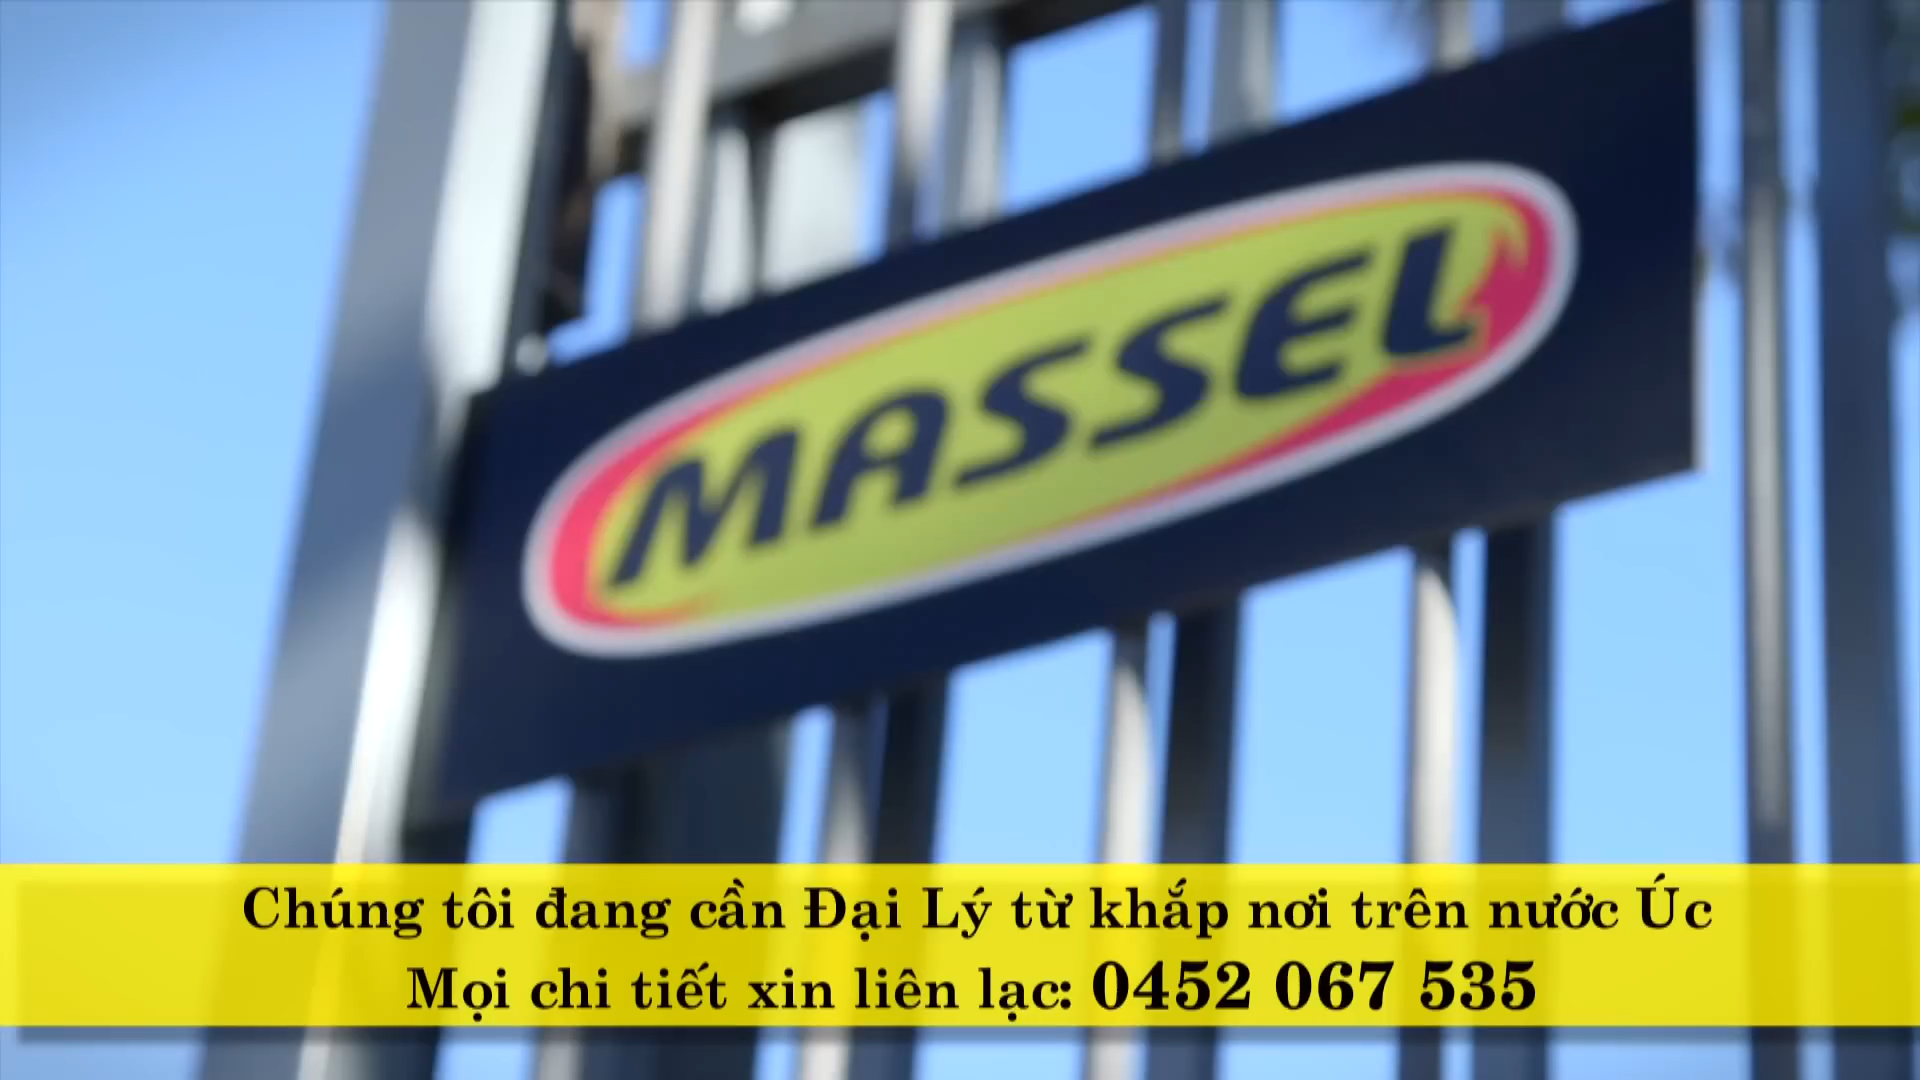 MASSEL
Chúng tôi đang cần Đại Lý từ khắp nơi trên nước Úc
Mọi chi tiết xin liên lạc: 0452 067 535